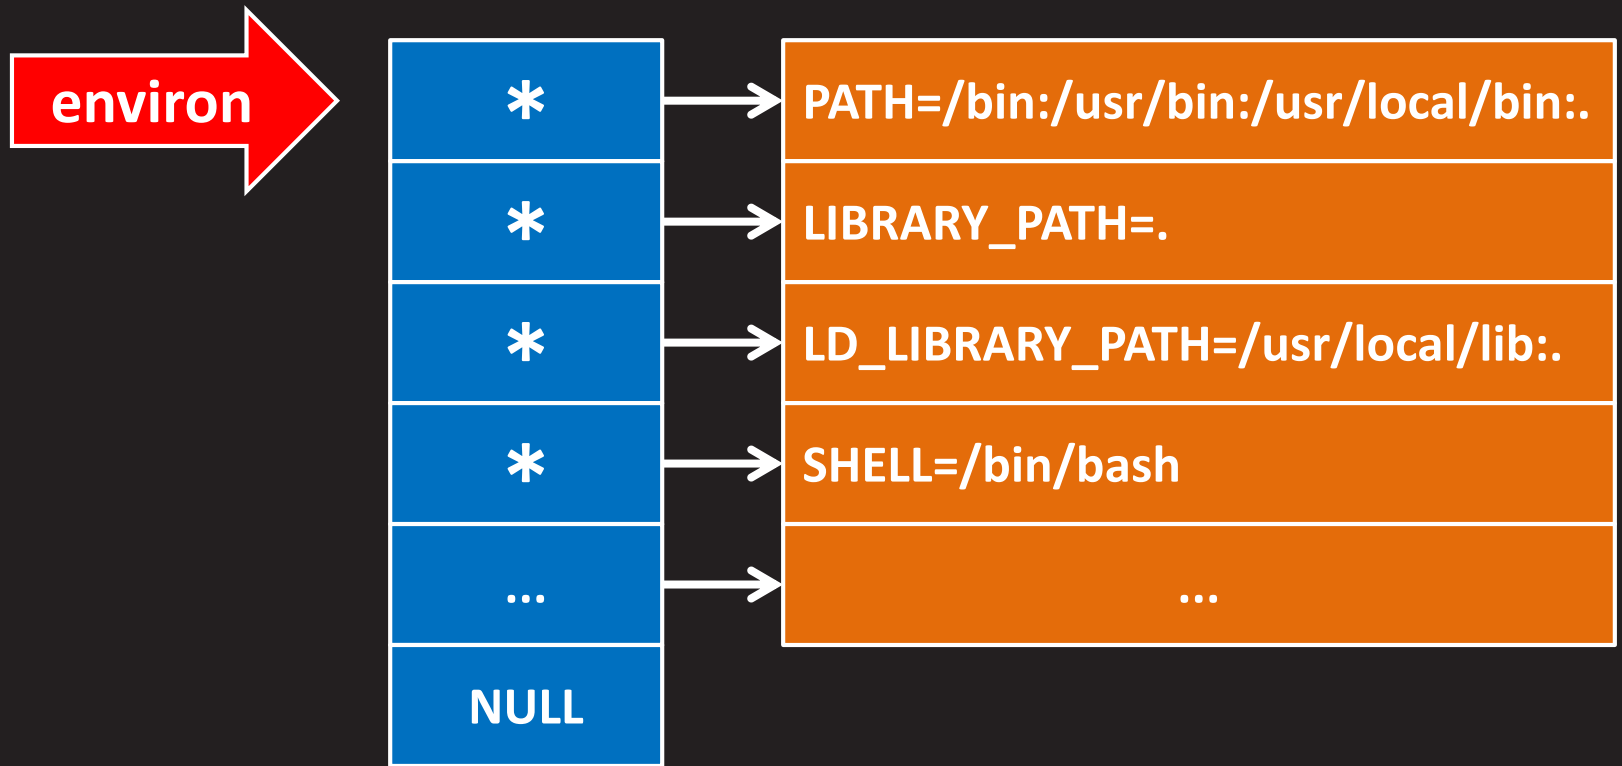 environ
* PATH=/bin:/usr/bin:/usr/local/bin:.
* LIBRARY_PATH=.
* LD_LIBRARY_PATH=/usr/local/lib:.
* SHELL=/bin/bash
... ...
NULL